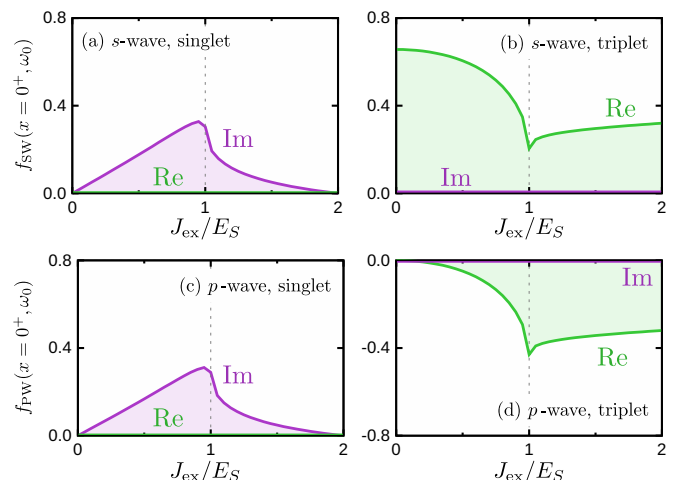 f_SW(x = 0⁺, ω0)
0.8
0.4
0.0
(a) s-wave, singlet
Im
Re
0 1 2
J_ex/E_S
(b) s-wave, triplet
Re
Im
0 1 2
J_ex/E_S
f_PW(x = 0⁺, ω0)
0.8
0.4
0.0
(c) p-wave, singlet
Im
Re
0 1 2
J_ex/E_S
0.0
-0.4
-0.8
Im
Re
(d) p-wave, triplet
0 1 2
J_ex/E_S